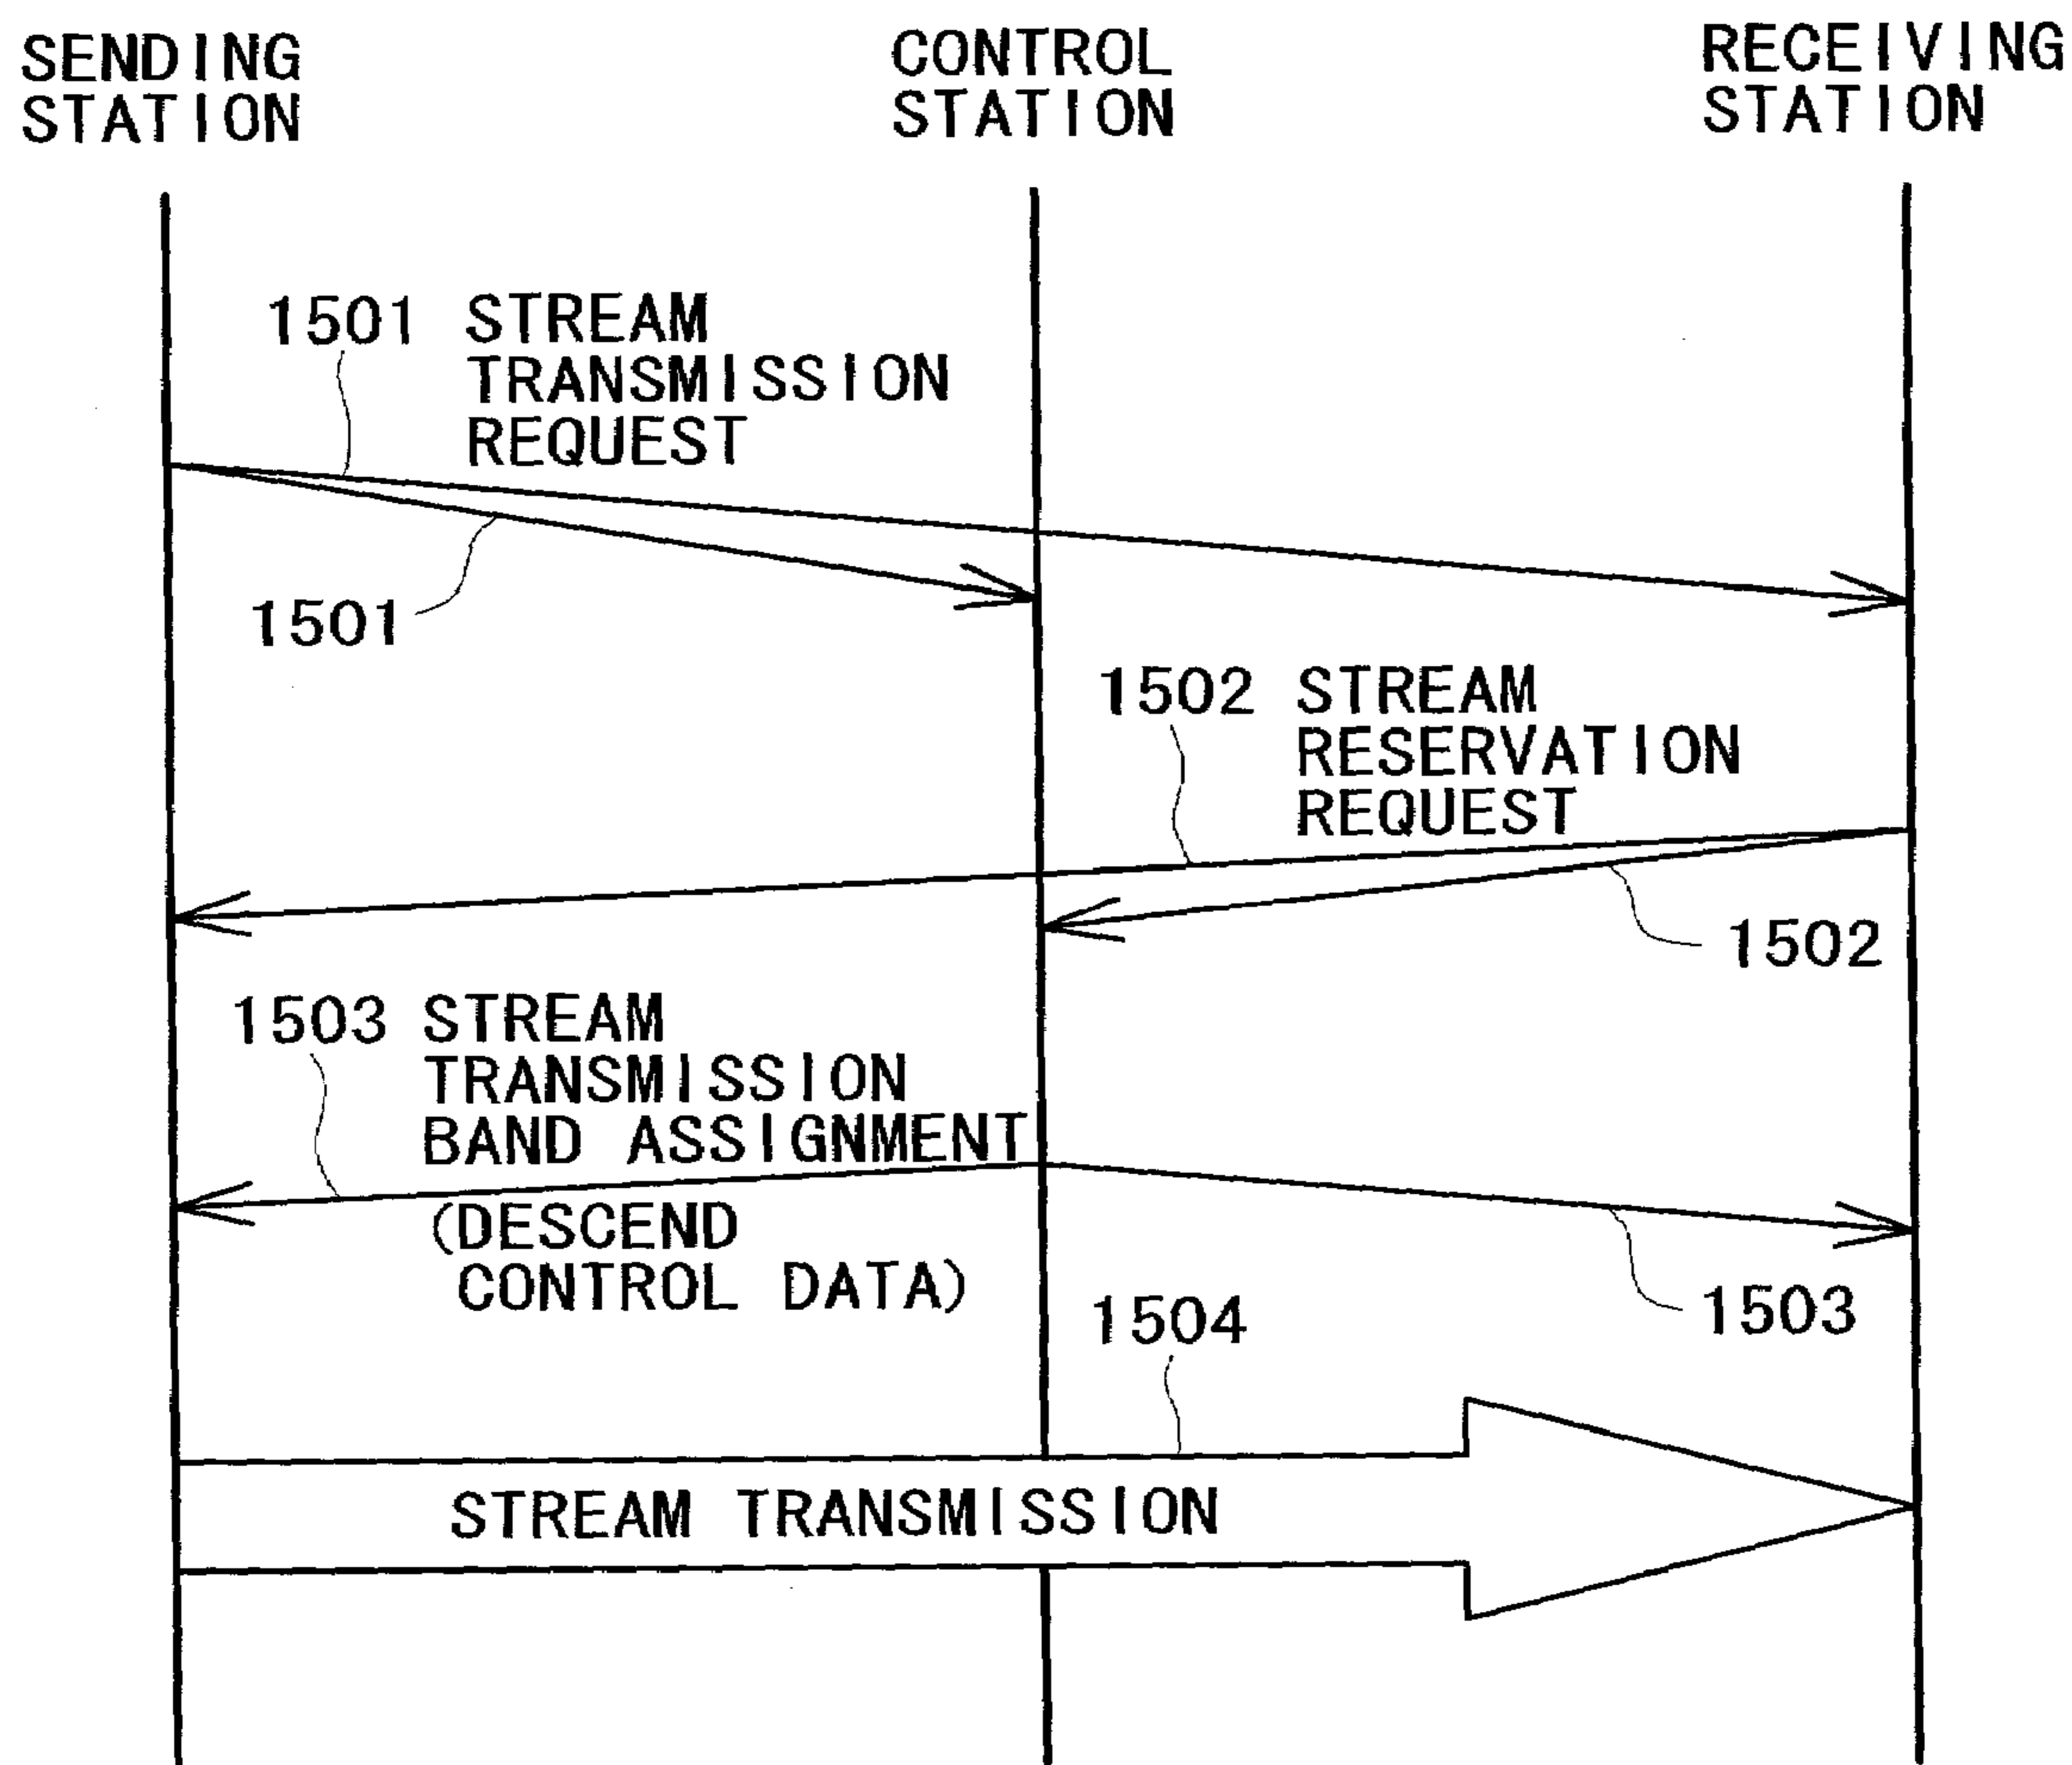 SENDING
STATION
CONTROL
STATION
RECEIVING
STATION
1501 STREAM
TRANSMISSION
REQUEST
1501
1502 STREAM
RESERVATION
REQUEST
1502
1503 STREAM
TRANSMISSION
BAND ASSIGNMENT
(DESCEND
CONTROL DATA)
1503
1504
STREAM TRANSMISSION